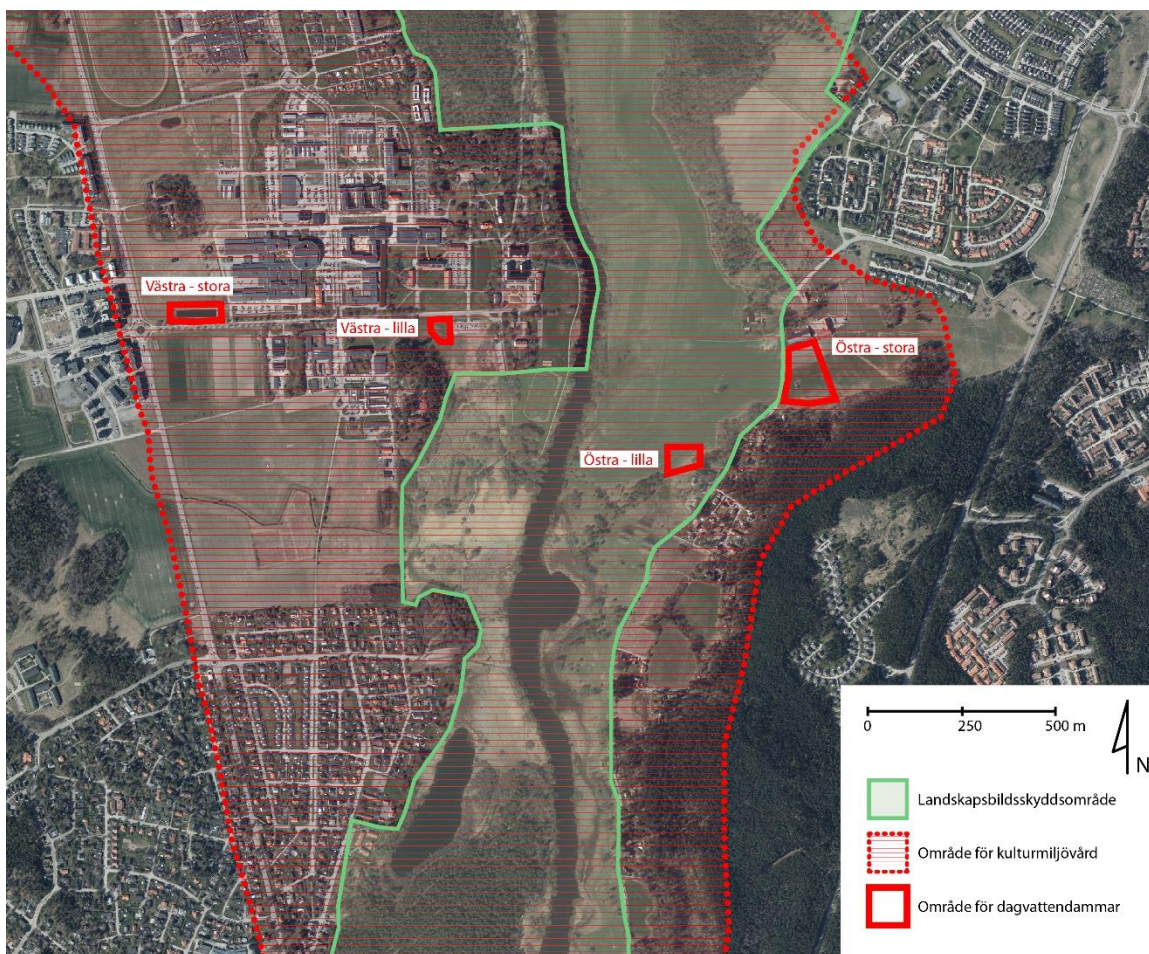 Västra - stora
Västra - lilla
Östra - stora
Östra - lilla
0 250 500 m
N
Landskapsbildsskyddsområde
Område för kulturmiljövård
Område för dagvattendammar